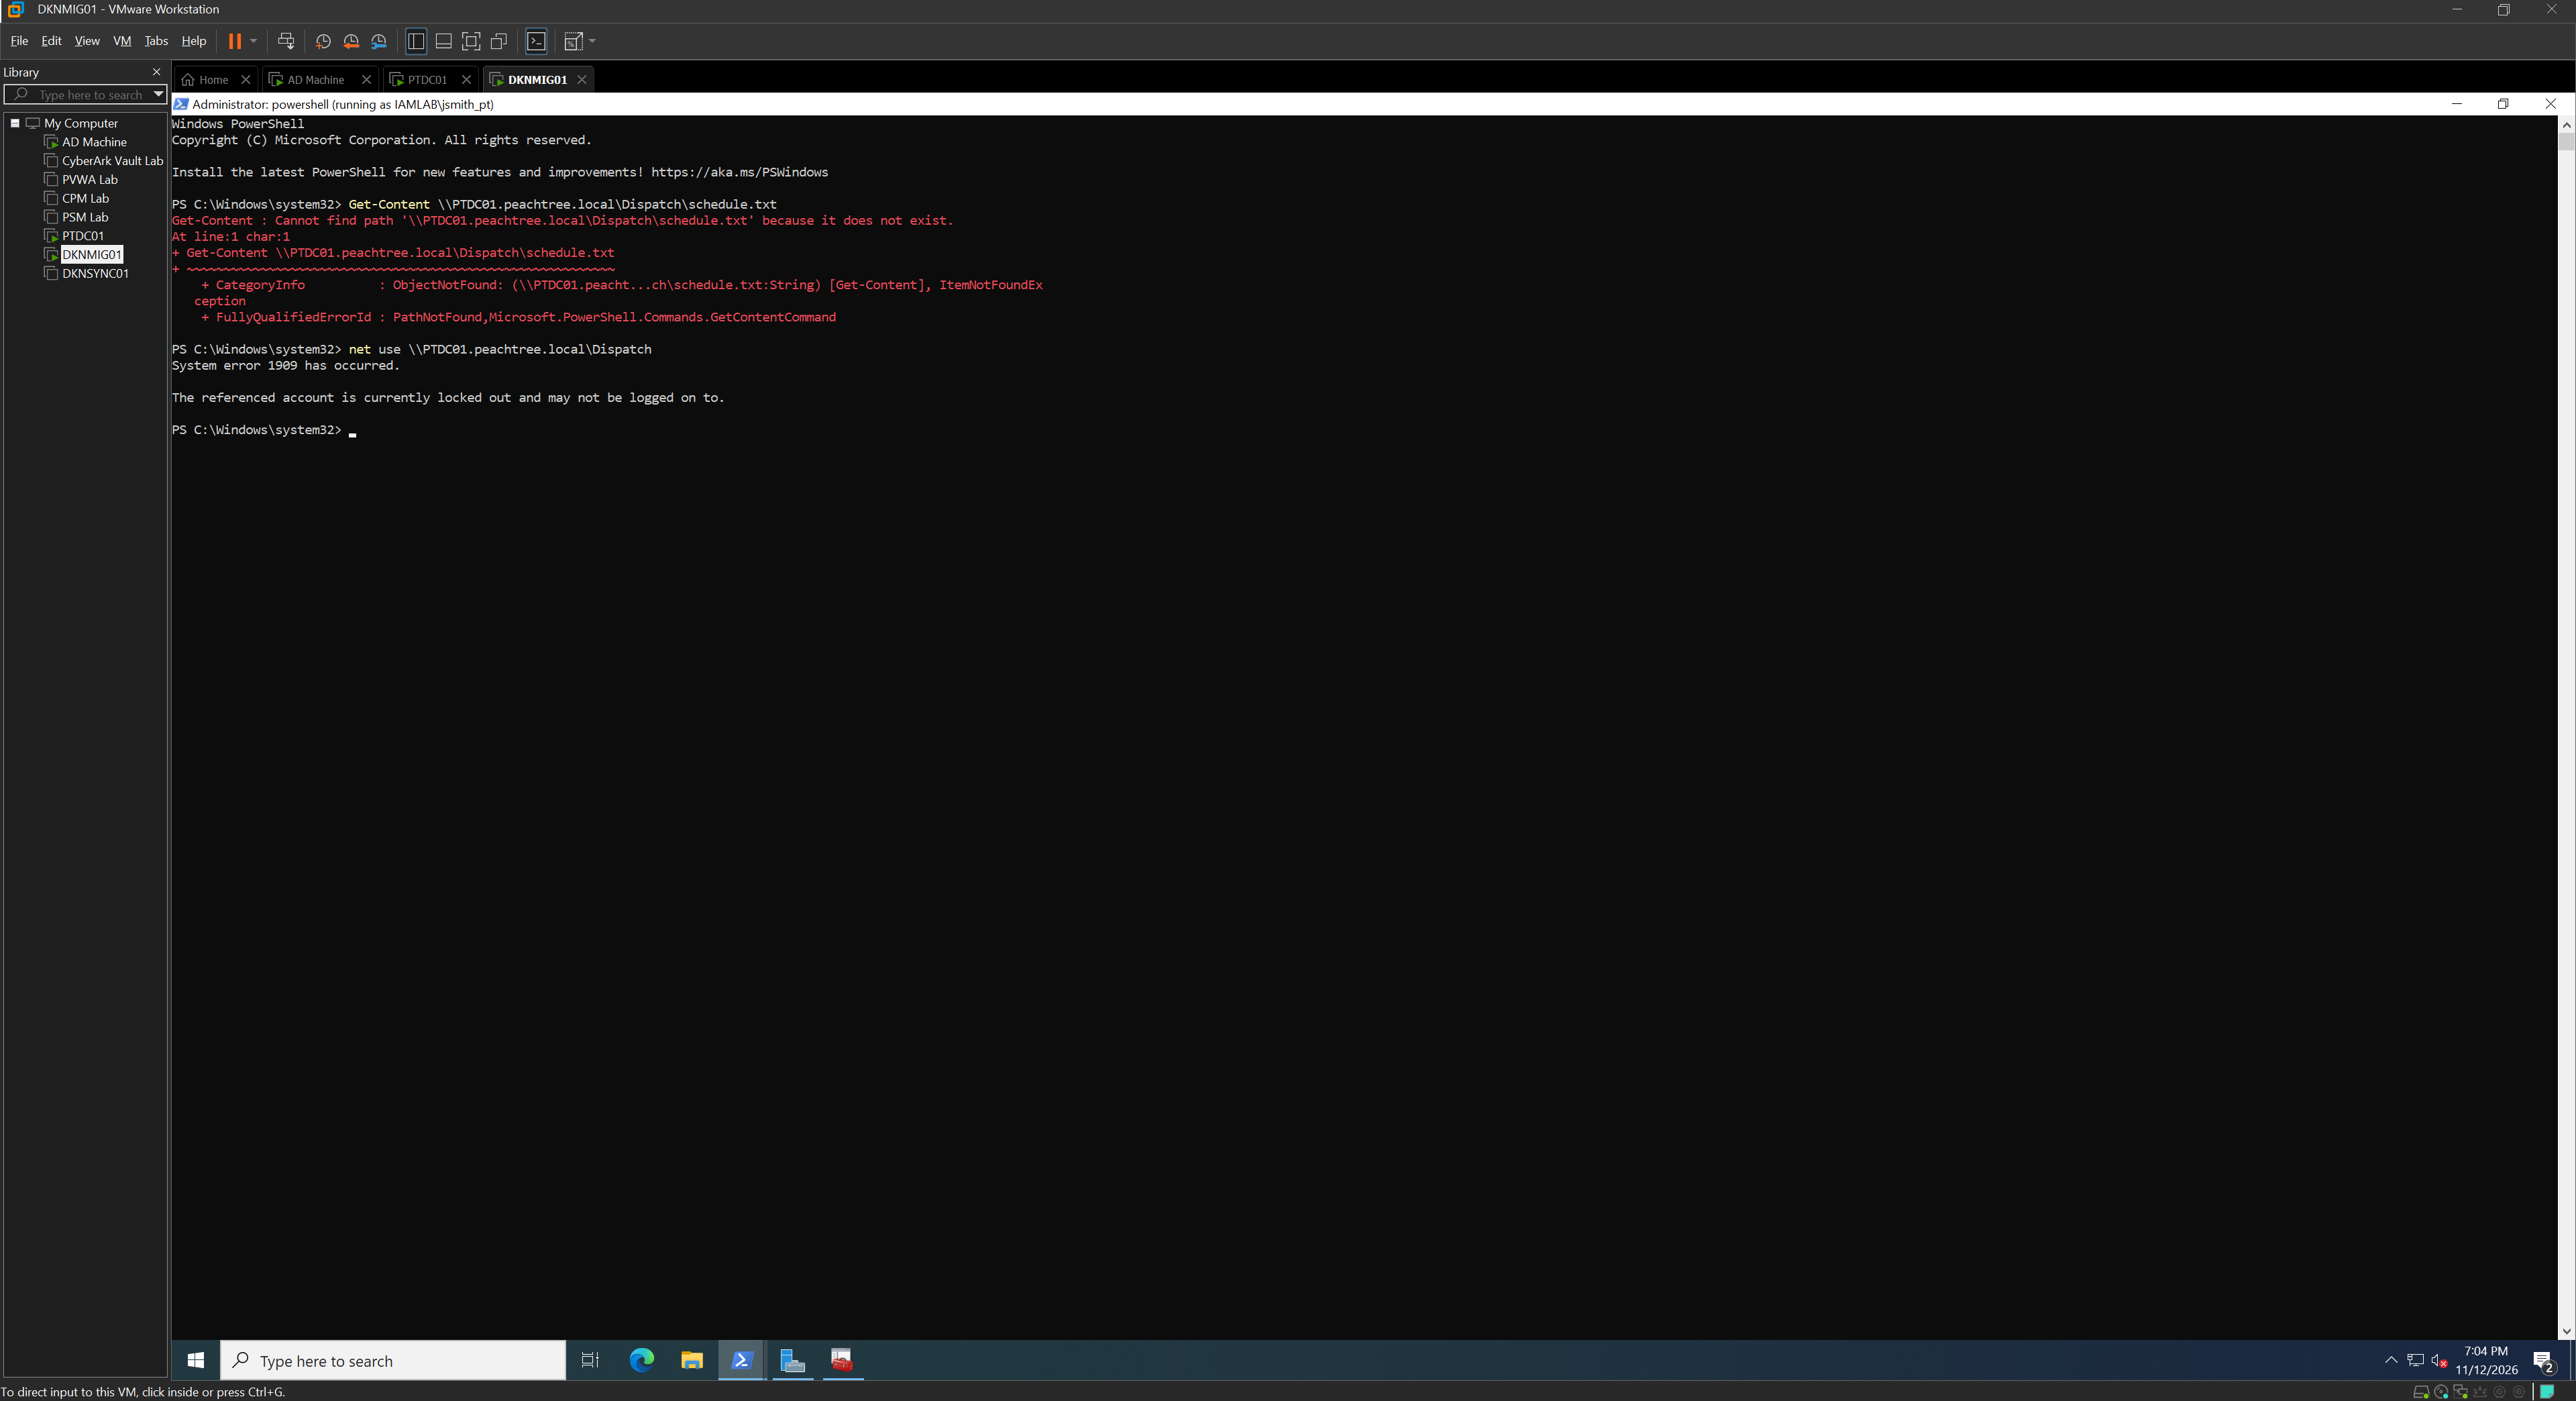 DKNMIG01 - VMware Workstation
File Edit View VM Tabs Help
Library
Type here to search
My Computer
AD Machine
CyberArk Vault Lab
PVWA Lab
CPM Lab
PSM Lab
PTDC01
DKNMIG01
DKNSYNC01
Home AD Machine PTDC01 DKNMIG01
Administrator: powershell (running as IAMLAB\jsmith_pt)
Windows PowerShell
Copyright (C) Microsoft Corporation. All rights reserved.
Install the latest PowerShell for new features and improvements! https://aka.ms/PSWindows
PS C:\Windows\system32> Get-Content \\PTDC01.peachtree.local\Dispatch\schedule.txt
Get-Content : Cannot find path '\\PTDC01.peachtree.local\Dispatch\schedule.txt' because it does not exist.
At line:1 char:1
+ Get-Content \\PTDC01.peachtree.local\Dispatch\schedule.txt
+ ~~~~~~~~~~~~~~~~~~~~~~~~~~~~~~~~~~~~~~~~~~~~~~~~~~~~~~~~~~
    + CategoryInfo          : ObjectNotFound: (\\PTDC01.peacht...ch\schedule.txt:String) [Get-Content], ItemNotFoundEx
   ception
    + FullyQualifiedErrorId : PathNotFound,Microsoft.PowerShell.Commands.GetContentCommand
PS C:\Windows\system32> net use \\PTDC01.peachtree.local\Dispatch
System error 1909 has occurred.
The referenced account is currently locked out and may not be logged on to.
PS C:\Windows\system32>
Type here to search
7:04 PM
11/12/2026
2
To direct input to this VM, click inside or press Ctrl+G.